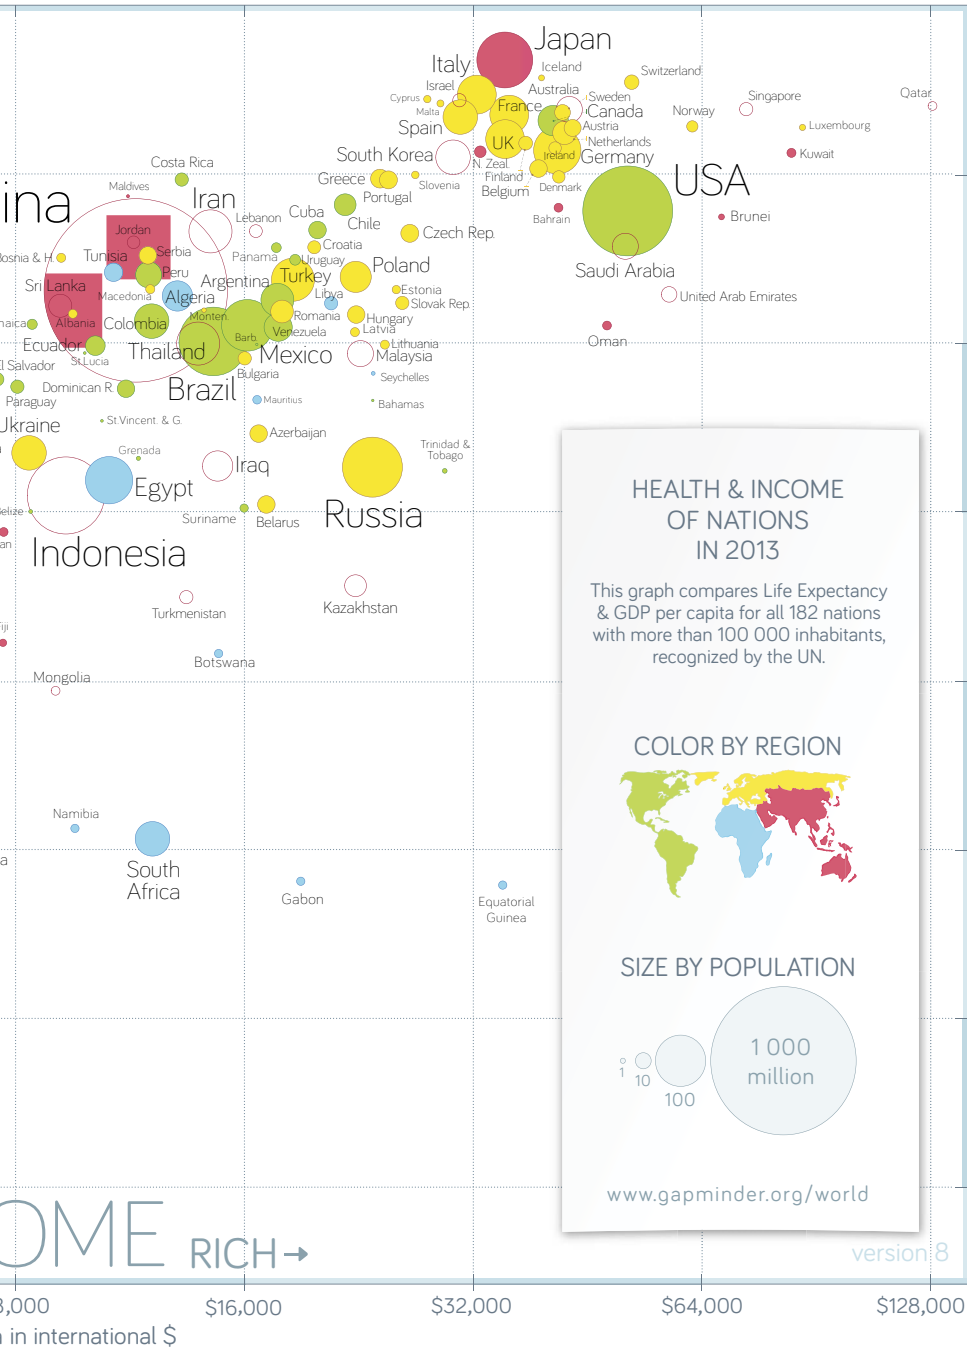 Japan
Italy
Iceland
Switzerland
Israel
Australia
Cyprus
Malta
France
Sweden
Canada
Norway
Singapore
Qatar
Spain
Austria
Luxembourg
UK
Netherlands
South Korea
N. Zeal.
Ireland
Germany
Kuwait
Costa Rica
Greece
Slovenia
Finland
Belgium
Denmark
USA
Maldives
Portugal
ina
Iran
Lebanon
Cuba
Chile
Bahrain
Brunei
Jordan
Czech Rep.
Croatia
Bosnia & H.
Tunisia
Serbia
Panama
Uruguay
Peru
Poland
Saudi Arabia
Sri Lanka
Macedonia
Algeria
Argentina
Turkey
Libya
Estonia
Slovak Rep.
United Arab Emirates
Monten.
Romania
Hungary
maica
Albania
Colombia
Venezuela
Latvia
Oman
Ecuador
Thailand
Barb.
Mexico
Lithuania
Malaysia
St.Lucia
El Salvador
Bulgaria
Seychelles
Dominican R.
Brazil
Paraguay
Mauritius
Bahamas
Ukraine
St.Vincent. & G.
Azerbaijan
Grenada
Trinidad &
Tobago
Iraq
Egypt
Belize
Suriname
Belarus
Russia
an
Indonesia
Turkmenistan
Kazakhstan
iji
Botswana
Mongolia
Namibia
a
South
Africa
Gabon
Equatorial
Guinea
HEALTH & INCOME
OF NATIONS
IN 2013
This graph compares Life Expectancy
& GDP per capita for all 182 nations
with more than 100 000 inhabitants,
recognized by the UN.
COLOR BY REGION
SIZE BY POPULATION
1
10
100
1 000
million
www.gapminder.org/world
OME RICH→
version 8
8,000 $16,000 $32,000 $64,000 $128,000
n in international $